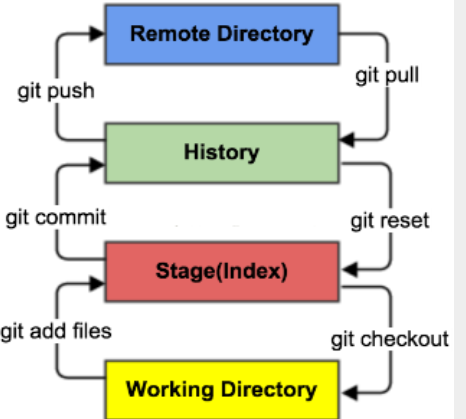 Remote Directory
git push
git pull
History
git commit
git reset
Stage(Index)
git add files
git checkout
Working Directory